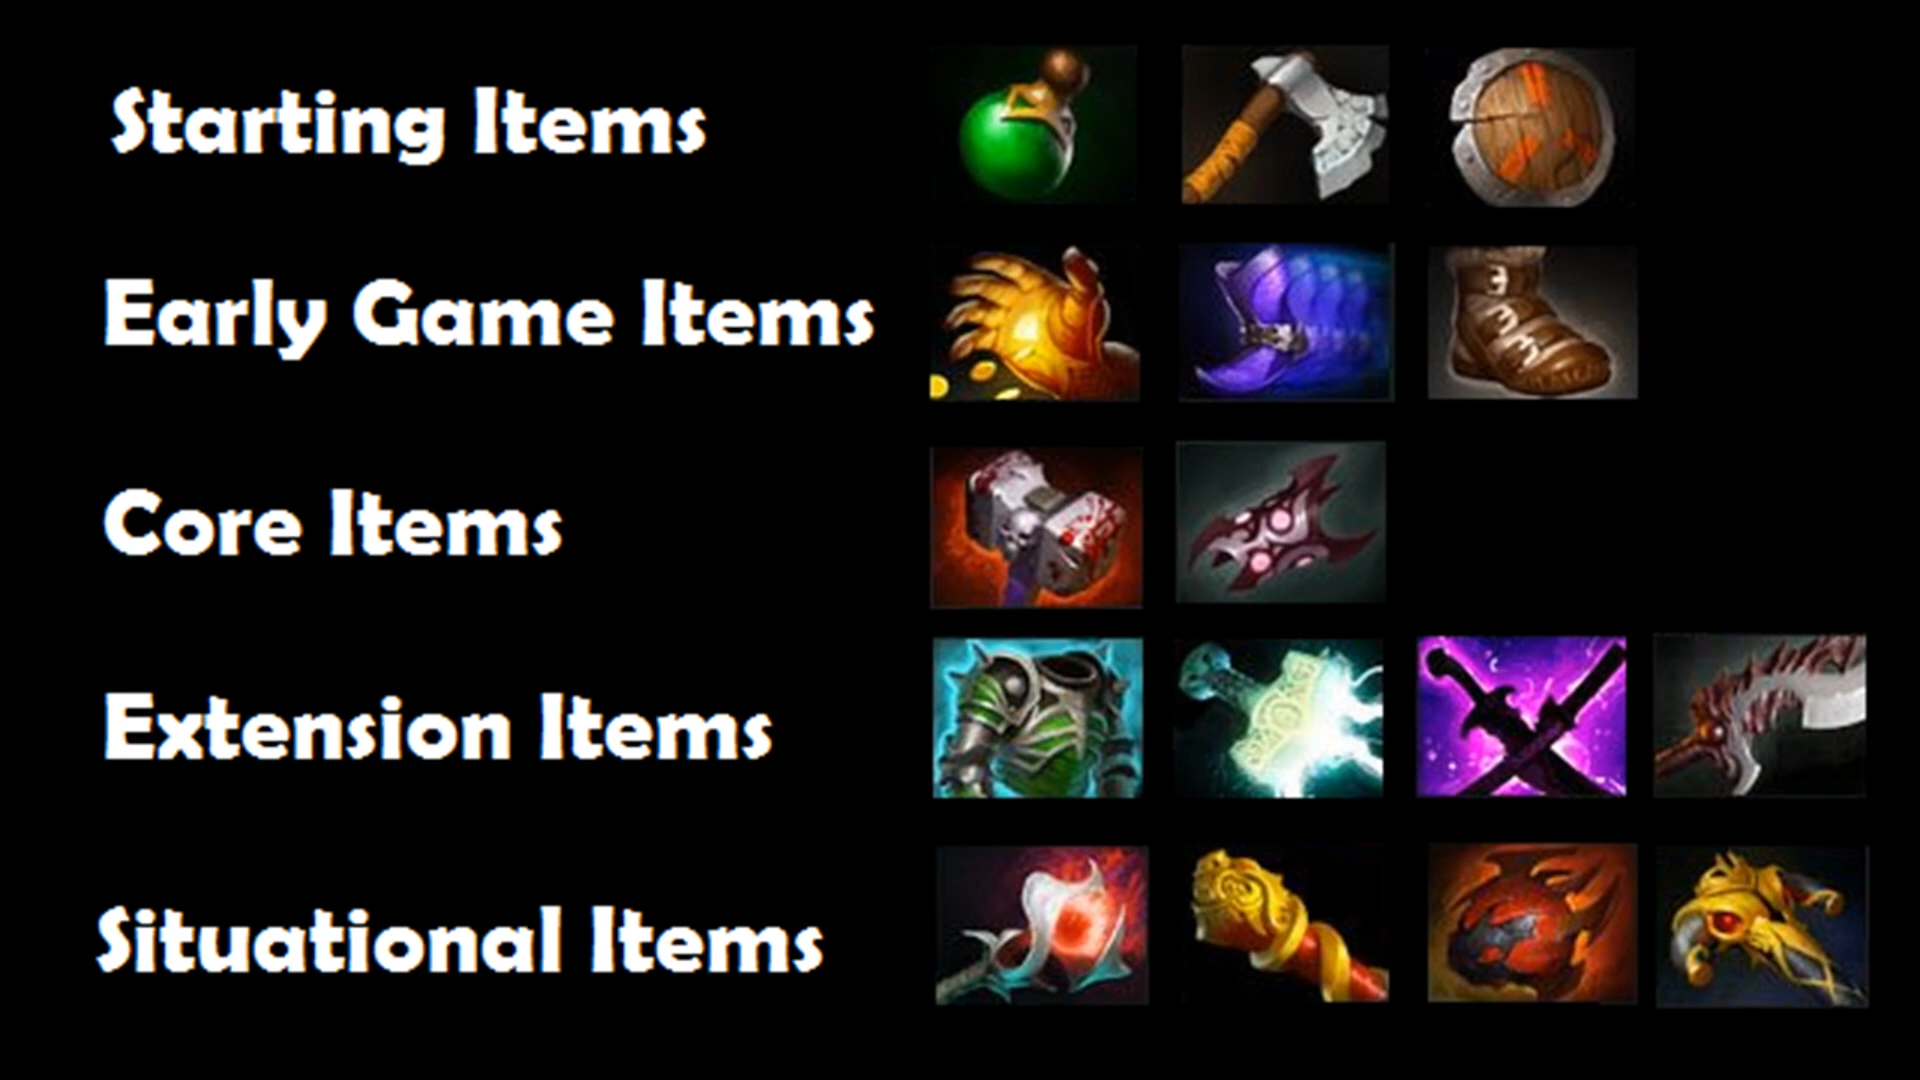 Starting Items
Early Game Items
Core Items
Extension Items
Situational Items